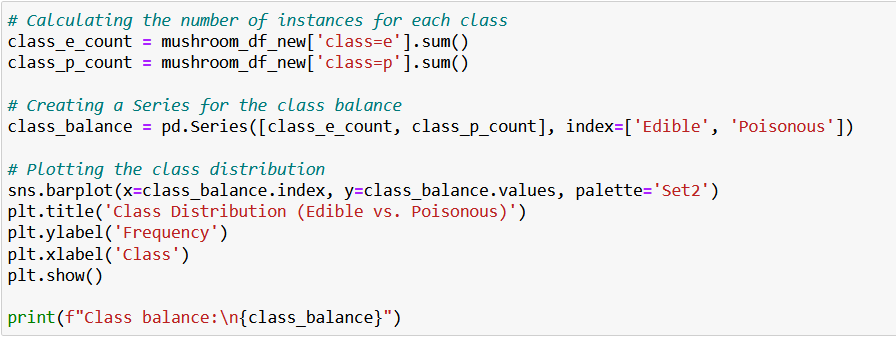 # Calculating the number of instances for each class
class_e_count = mushroom_df_new['class=e'].sum()
class_p_count = mushroom_df_new['class=p'].sum()
# Creating a Series for the class balance
class_balance = pd.Series([class_e_count, class_p_count], index=['Edible', 'Poisonous'])
# Plotting the class distribution
sns.barplot(x=class_balance.index, y=class_balance.values, palette='Set2')
plt.title('Class Distribution (Edible vs. Poisonous)')
plt.ylabel('Frequency')
plt.xlabel('Class')
plt.show()
print(f"Class balance:\n{class_balance}")